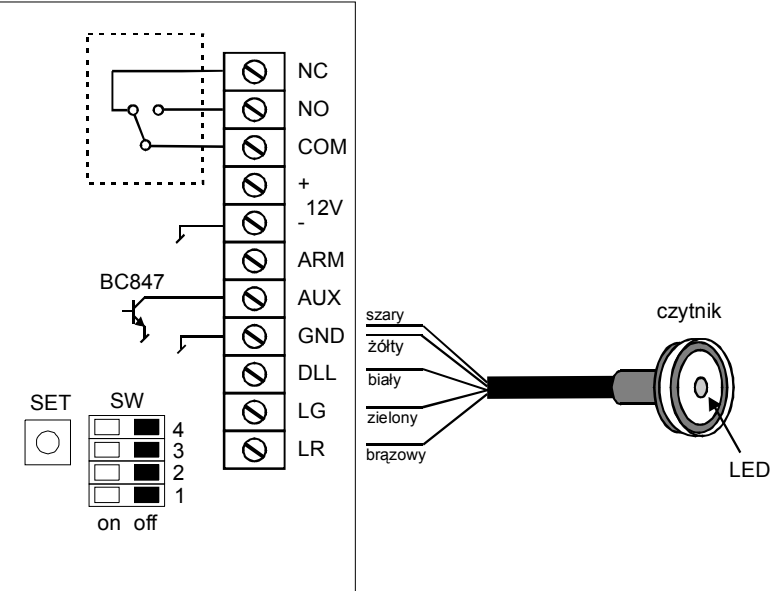 NC
NO
COM
+
12V
-
ARM
BC847
AUX
GND
DLL
LG
LR
SET
SW
4
3
2
1
on off
szary
żółty
biały
zielony
brązowy
czytnik
LED